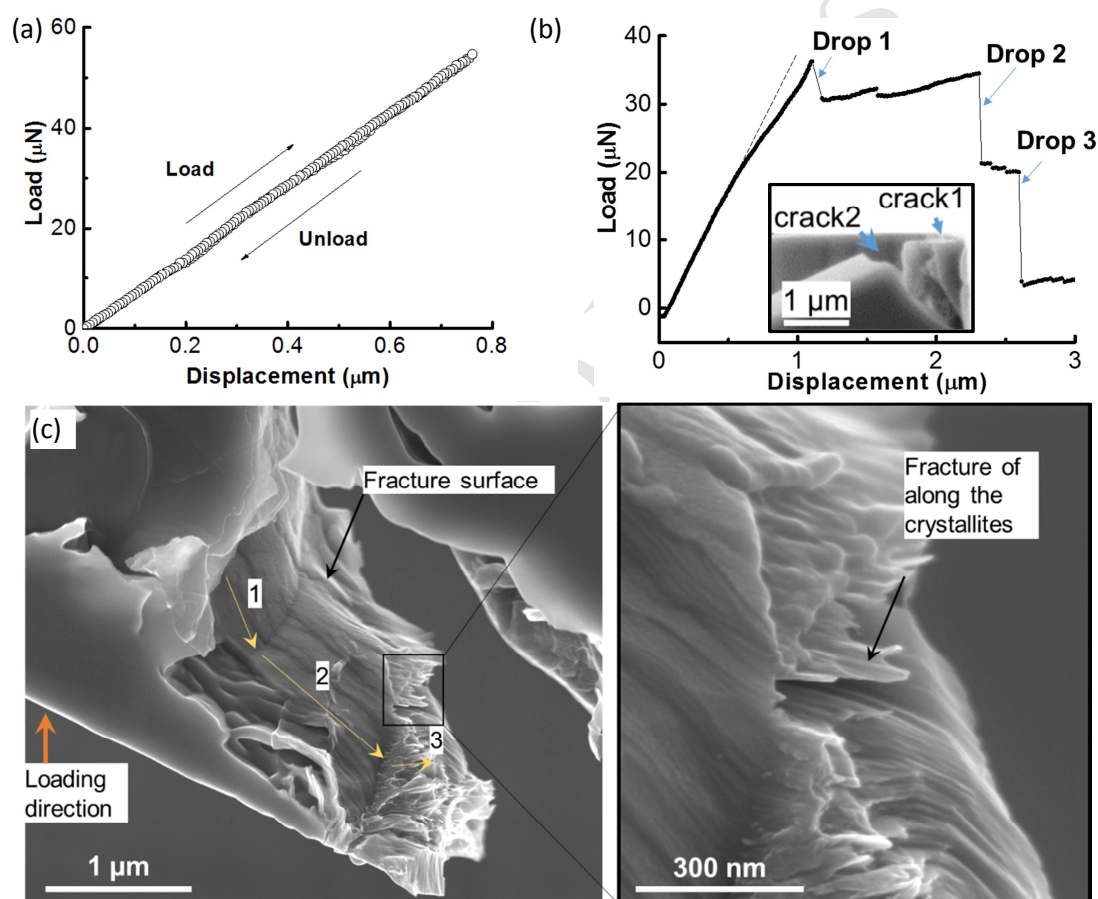 (a)
60
40
20
0
Load (μN)
Load
Unload
0.0 0.2 0.4 0.6 0.8
Displacement (μm)
(b)
40
30
20
10
0
Load (μN)
Drop 1
Drop 2
Drop 3
crack1
crack2
1 μm
0 1 2 3
Displacement (μm)
(c)
Fracture surface
1
2
3
Loading
direction
1 μm
Fracture of
along the
crystallites
300 nm